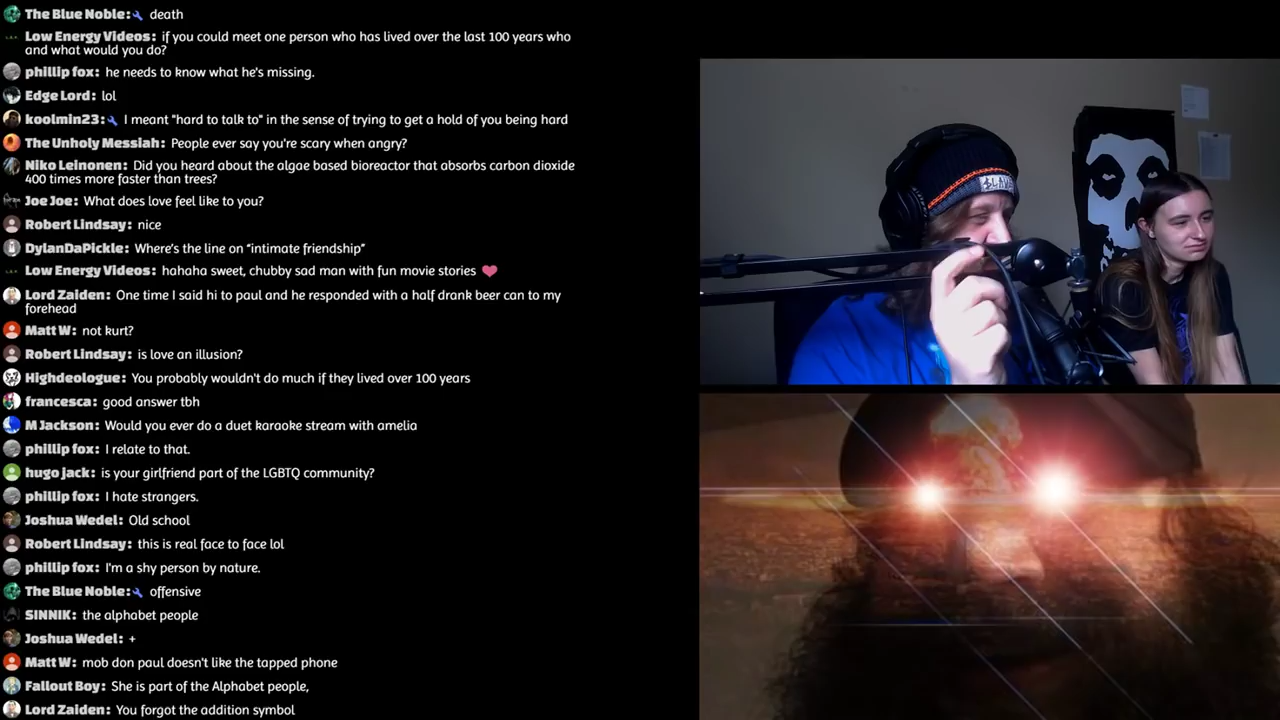 The Blue Noble: death
Low Energy Videos: if you could meet one person who has lived over the last 100 years who
and what would you do?
phillip fox: he needs to know what he's missing.
Edge Lord: lol
koolmin23: I meant "hard to talk to" in the sense of trying to get a hold of you being hard
The Unholy Messiah: People ever say you're scary when angry?
Niko Leinonen: Did you heard about the algae based bioreactor that absorbs carbon dioxide
400 times more faster than trees?
Joe Joe: What does love feel like to you?
Robert Lindsay: nice
DylanDaPickle: Where's the line on “intimate friendship”
Low Energy Videos: hahaha sweet, chubby sad man with fun movie stories
Lord Zaiden: One time I said hi to paul and he responded with a half drank beer can to my
forehead
Matt W: not kurt?
Robert Lindsay: is love an illusion?
Highdeologue: You probably wouldn't do much if they lived over 100 years
francesca: good answer tbh
M Jackson: Would you ever do a duet karaoke stream with amelia
phillip fox: I relate to that.
hugo jack: is your girlfriend part of the LGBTQ community?
phillip fox: I hate strangers.
Joshua Wedel: Old school
Robert Lindsay: this is real face to face lol
phillip fox: I'm a shy person by nature.
The Blue Noble: offensive
SINNIK: the alphabet people
Joshua Wedel: +
Matt W: mob don paul doesn't like the tapped phone
Fallout Boy: She is part of the Alphabet people,
Lord Zaiden: You forgot the addition symbol